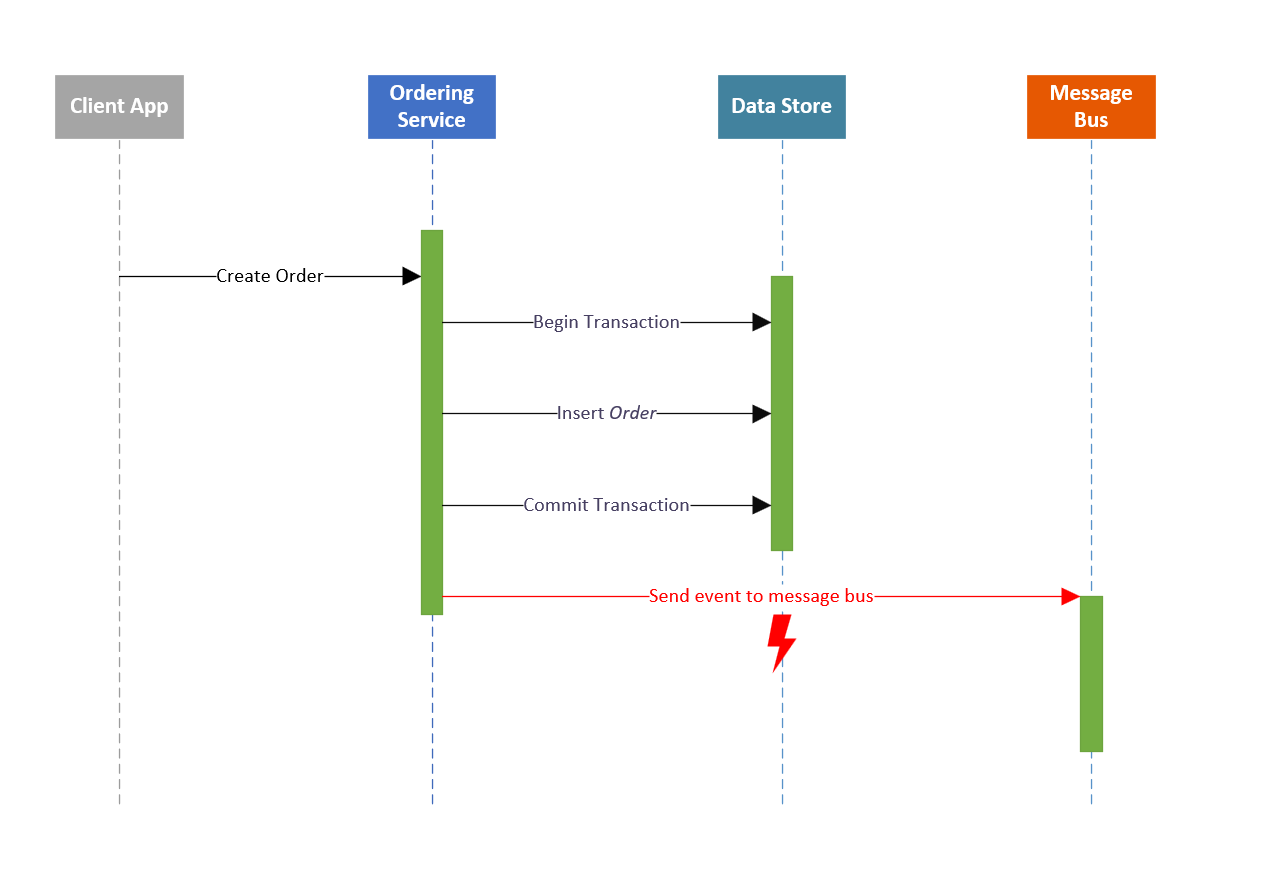 Client App
Ordering
Service
Data Store
Message
Bus
Create Order
Begin Transaction
Insert Order
Commit Transaction
Send event to message bus